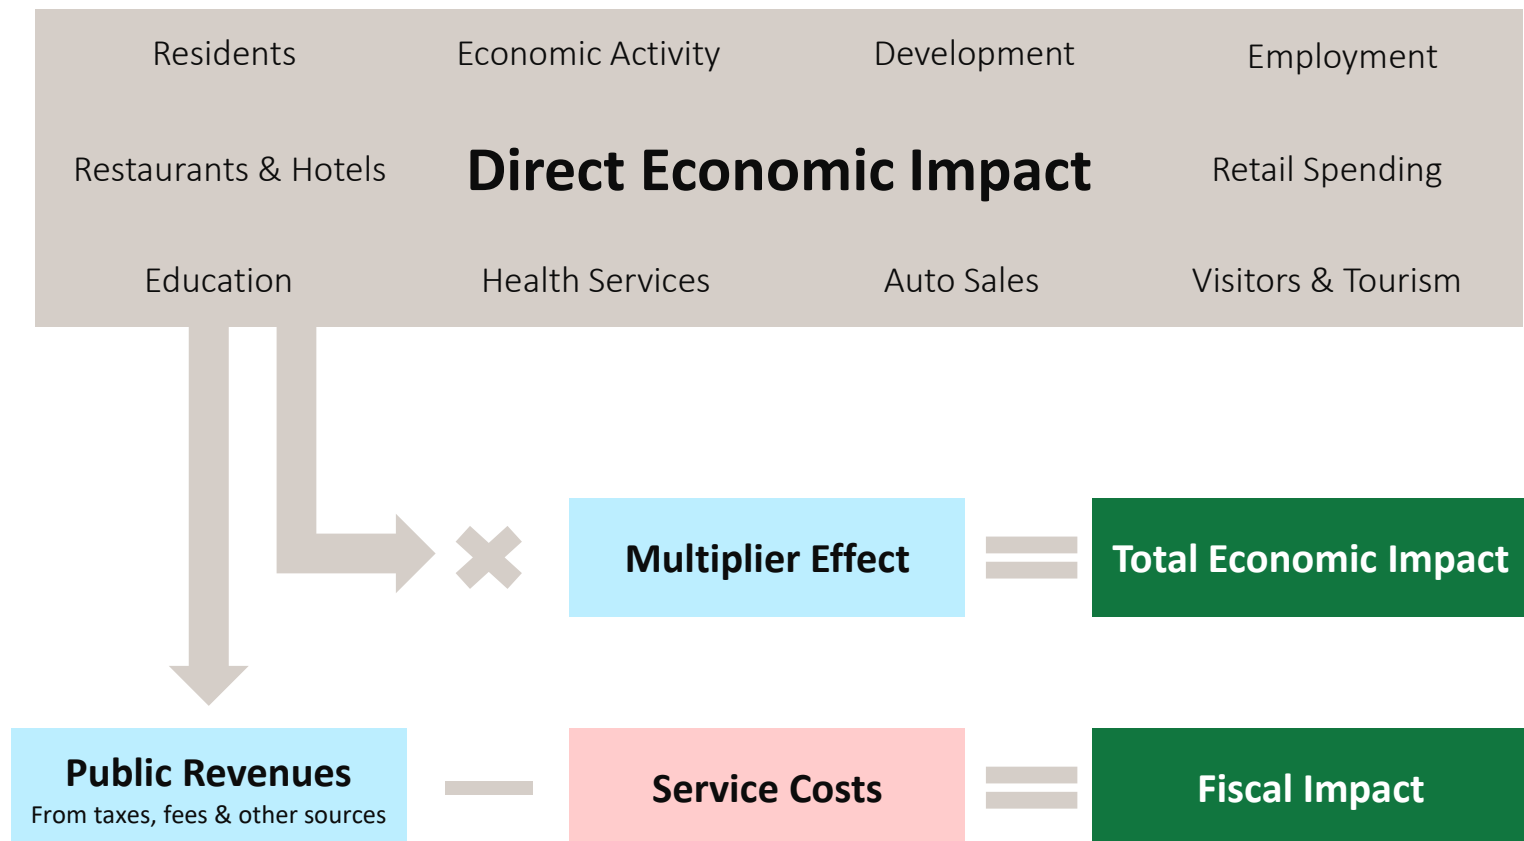 Residents
Economic Activity
Development
Employment
Restaurants & Hotels
Direct Economic Impact
Retail Spending
Education
Health Services
Auto Sales
Visitors & Tourism
Multiplier Effect
Total Economic Impact
Public Revenues
From taxes, fees & other sources
Service Costs
Fiscal Impact